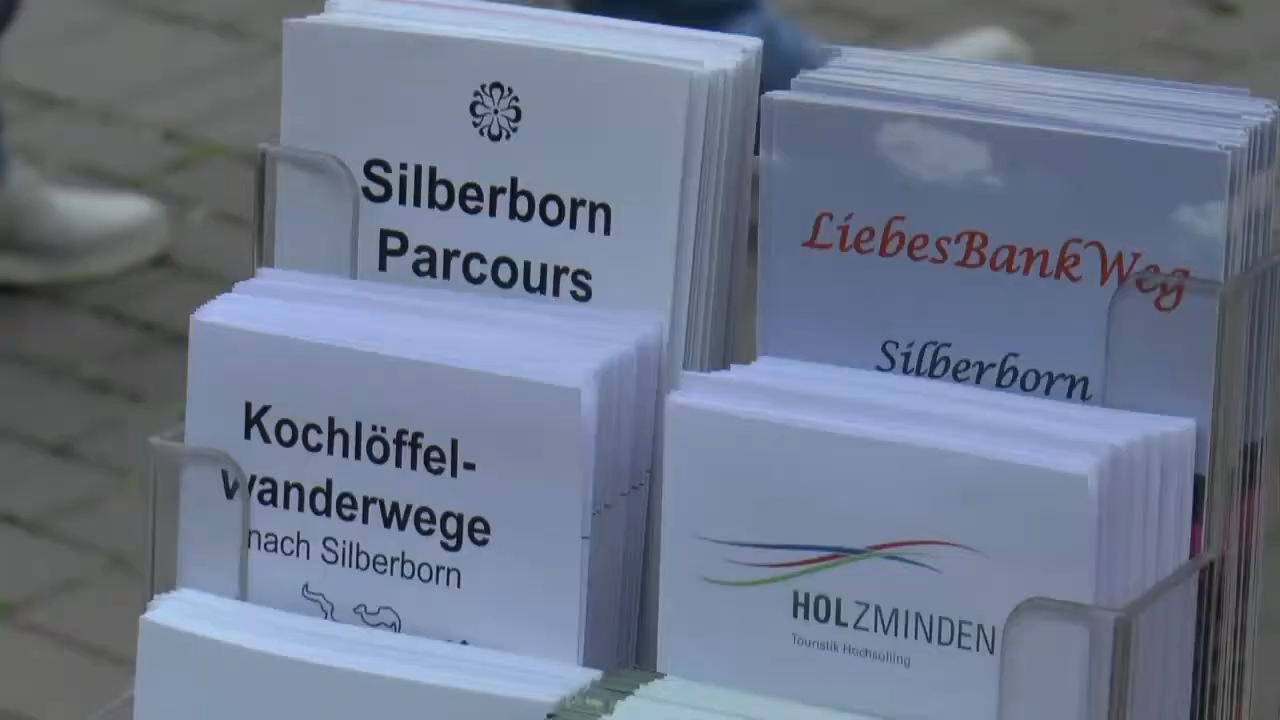 Silberborn
Parcours
LiebesBankWeg
Silberborn
Kochlöffel-
wanderwege
nach Silberborn
HOLZMINDEN
Touristik Hochsolling